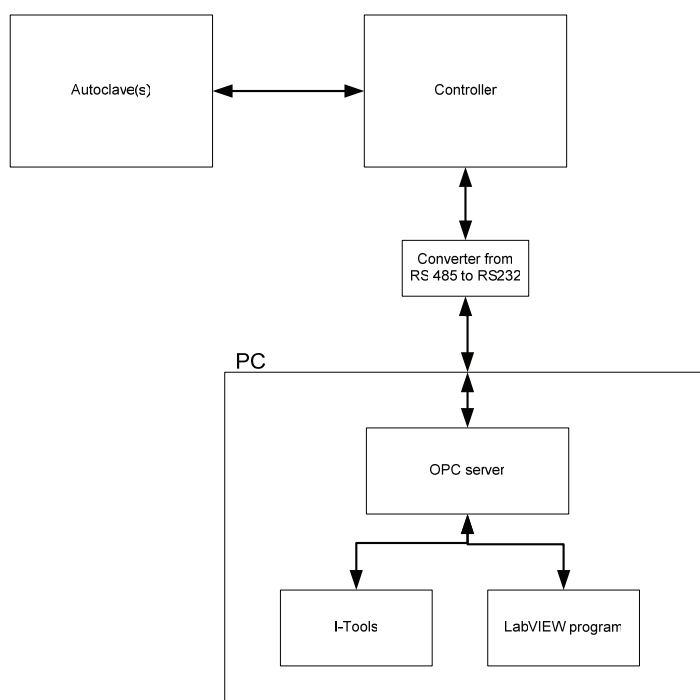 Autoclave(s)
Controller
Converter from
RS 485 to RS232
PC
OPC server
I-Tools
LabVIEW program